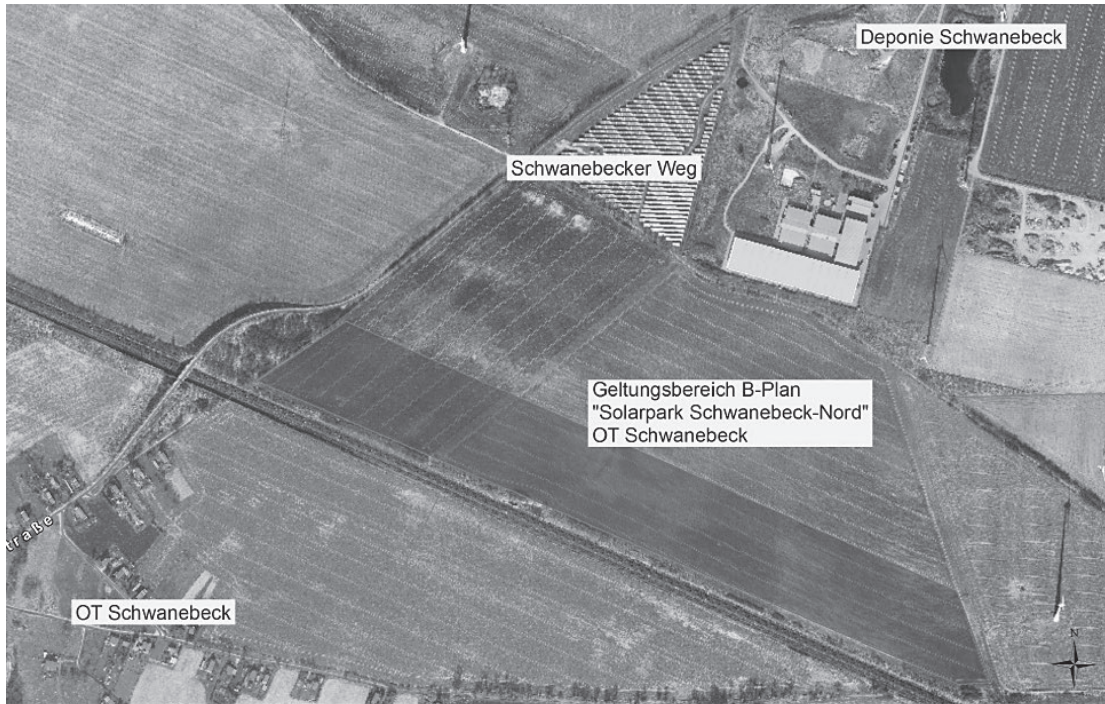 Deponie Schwanebeck
Schwanebecker Weg
Geltungsbereich B-Plan
"Solarpark Schwanebeck-Nord"
OT Schwanebeck
traße
OT Schwanebeck
N